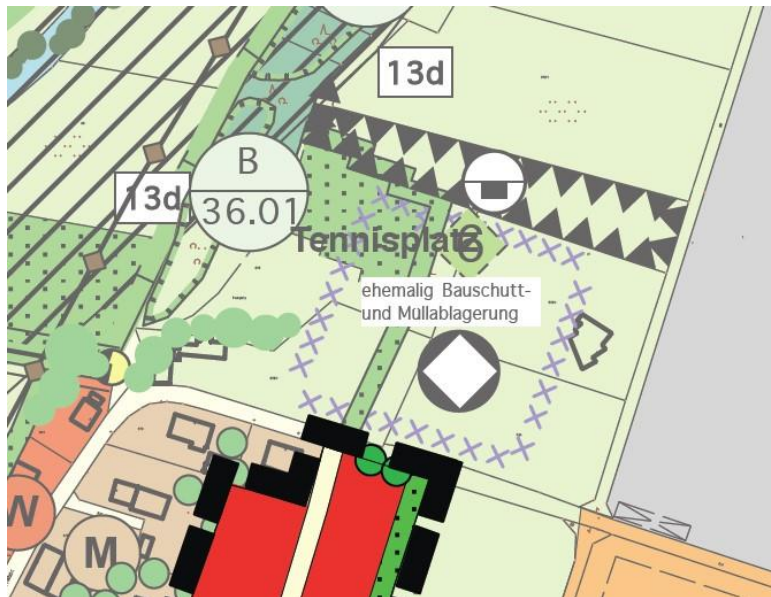 13d
B
13d
36.01
Tennisplatz
ehemalig Bauschutt-
und Müllablagerung
W
M